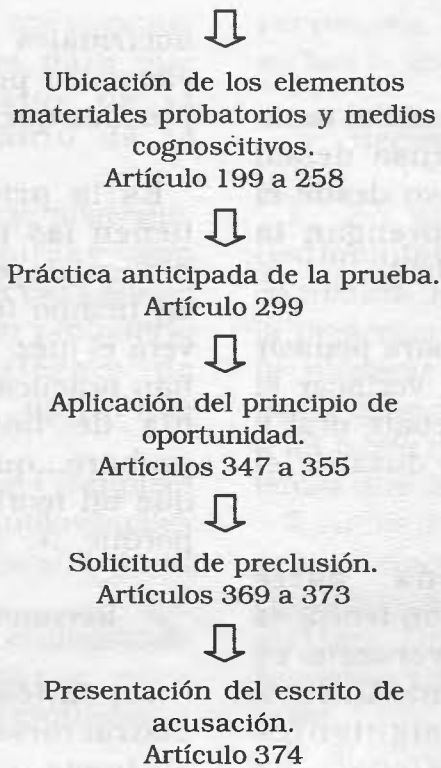 Ubicación de los elementos
materiales probatorios y medios
cognoscitivos.
Artículo 199 a 258
Práctica anticipada de la prueba.
Artículo 299
Aplicación del principio de
oportunidad.
Artículos 347 a 355
Solicitud de preclusión.
Artículos 369 a 373
Presentación del escrito de
acusación.
Artículo 374